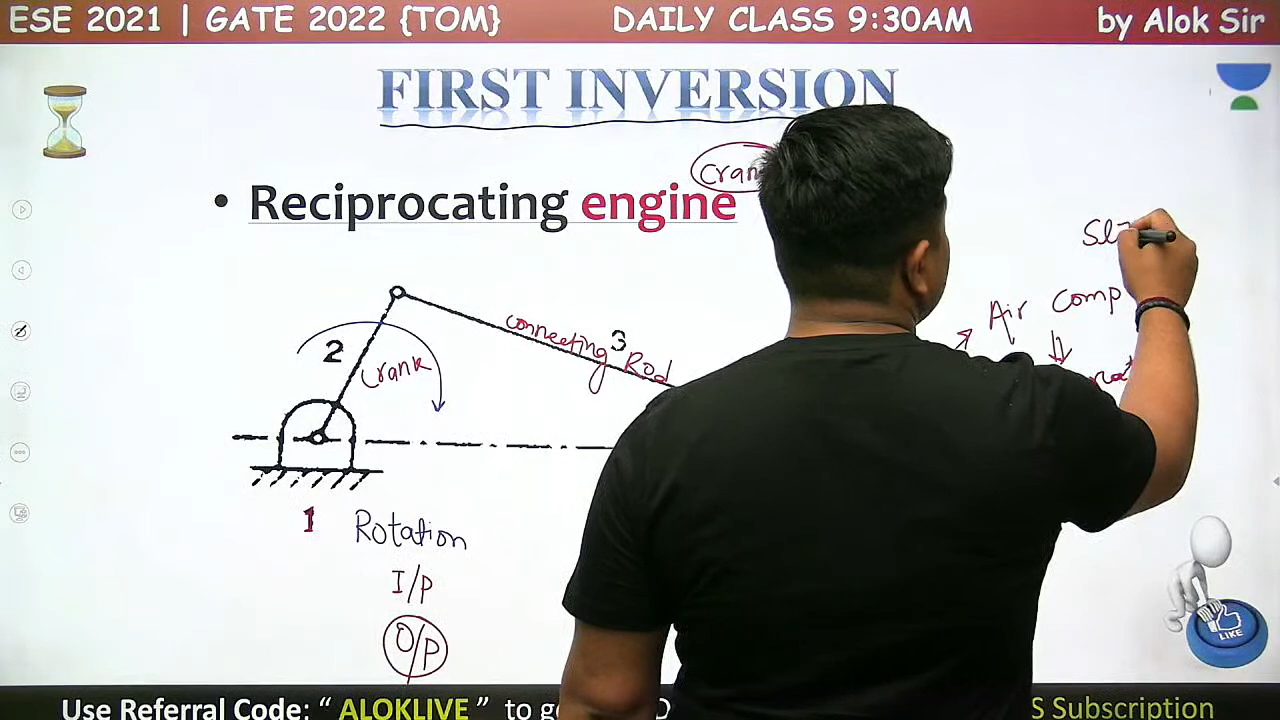 ESE 2021 | GATE 2022 {TOM} DAILY CLASS 9:30AM by Alok Sir
FIRST INVERSION
Cran
• Reciprocating engine
Air Comp
2
Crank
connecting 3 Rod
1 Rotation
I/P
O/P
LIKE
Use Referral Code: “ ALOKLIVE ” to g
S Subscription